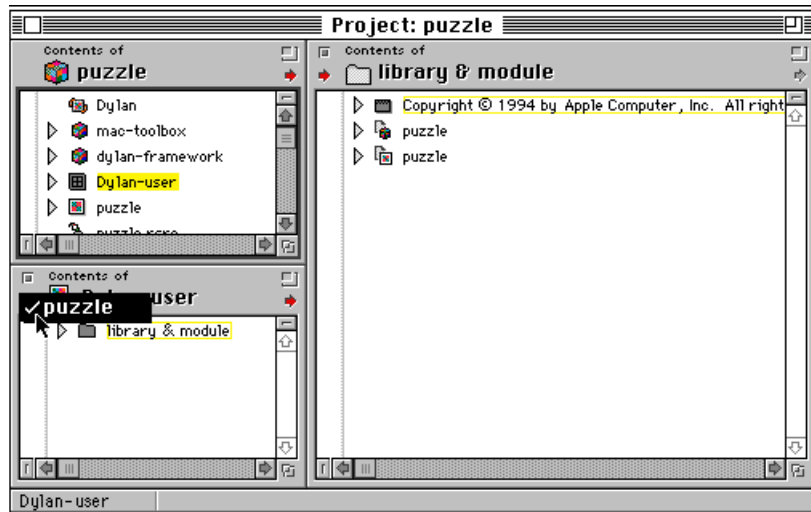 Project: puzzle
Contents of
puzzle
Dylan
mac-toolbox
dylan-framework
Dylan-user
puzzle
Contents of
user
✓puzzle
library & module
Contents of
library & module
Copyright © 1994 by Apple Computer, Inc. All right
puzzle
puzzle
Dylan-user